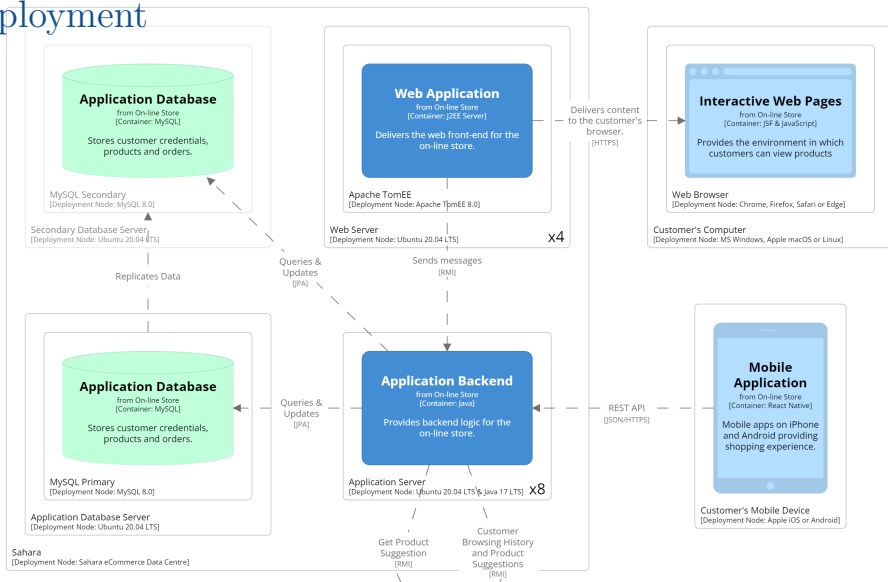 ployment
Application Database
from On-line Store
[Container: MySQL]
Stores customer credentials,
products and orders.
MySQL Secondary
[Deployment Node: MySQL 8.0]
Secondary Database Server
[Deployment Node: Ubuntu 20.04 LTS]
Web Application
from On-line Store
[Container: J2EE Server]
Delivers the web front-end for the
on-line store.
Apache TomEE
[Deployment Node: Apache TomEE 8.0]
Web Server
[Deployment Node: Ubuntu 20.04 LTS]
x4
Delivers content
to the customer's
browser.
[HTTPS]
Interactive Web Pages
from On-line Store
[Container: JSF & JavaScript]
Provides the environment in which
customers can view products
Web Browser
[Deployment Node: Chrome, Firefox, Safari or Edge]
Customer's Computer
[Deployment Node: MS Windows, Apple macOS or Linux]
Replicates Data
Queries &
Updates
[JPA]
Sends messages
[RMI]
Application Database
from On-line Store
[Container: MySQL]
Stores customer credentials,
products and orders.
MySQL Primary
[Deployment Node: MySQL 8.0]
Application Database Server
[Deployment Node: Ubuntu 20.04 LTS]
Queries &
Updates
[JPA]
Application Backend
from On-line Store
[Container: Java]
Provides backend logic for the
on-line store.
Application Server
[Deployment Node: Ubuntu 20.04 LTS & Java 17 LTS]
x8
REST API
[JSON/HTTPS]
Mobile
Application
from On-line Store
[Container: React Native]
Mobile apps on iPhone
and Android providing
shopping experience.
Customer's Mobile Device
[Deployment Node: Apple iOS or Android]
Get Product
Suggestion
[RMI]
Customer
Browsing History
and Product
Suggestions
[RMI]
Sahara
[Deployment Node: Sahara eCommerce Data Centre]